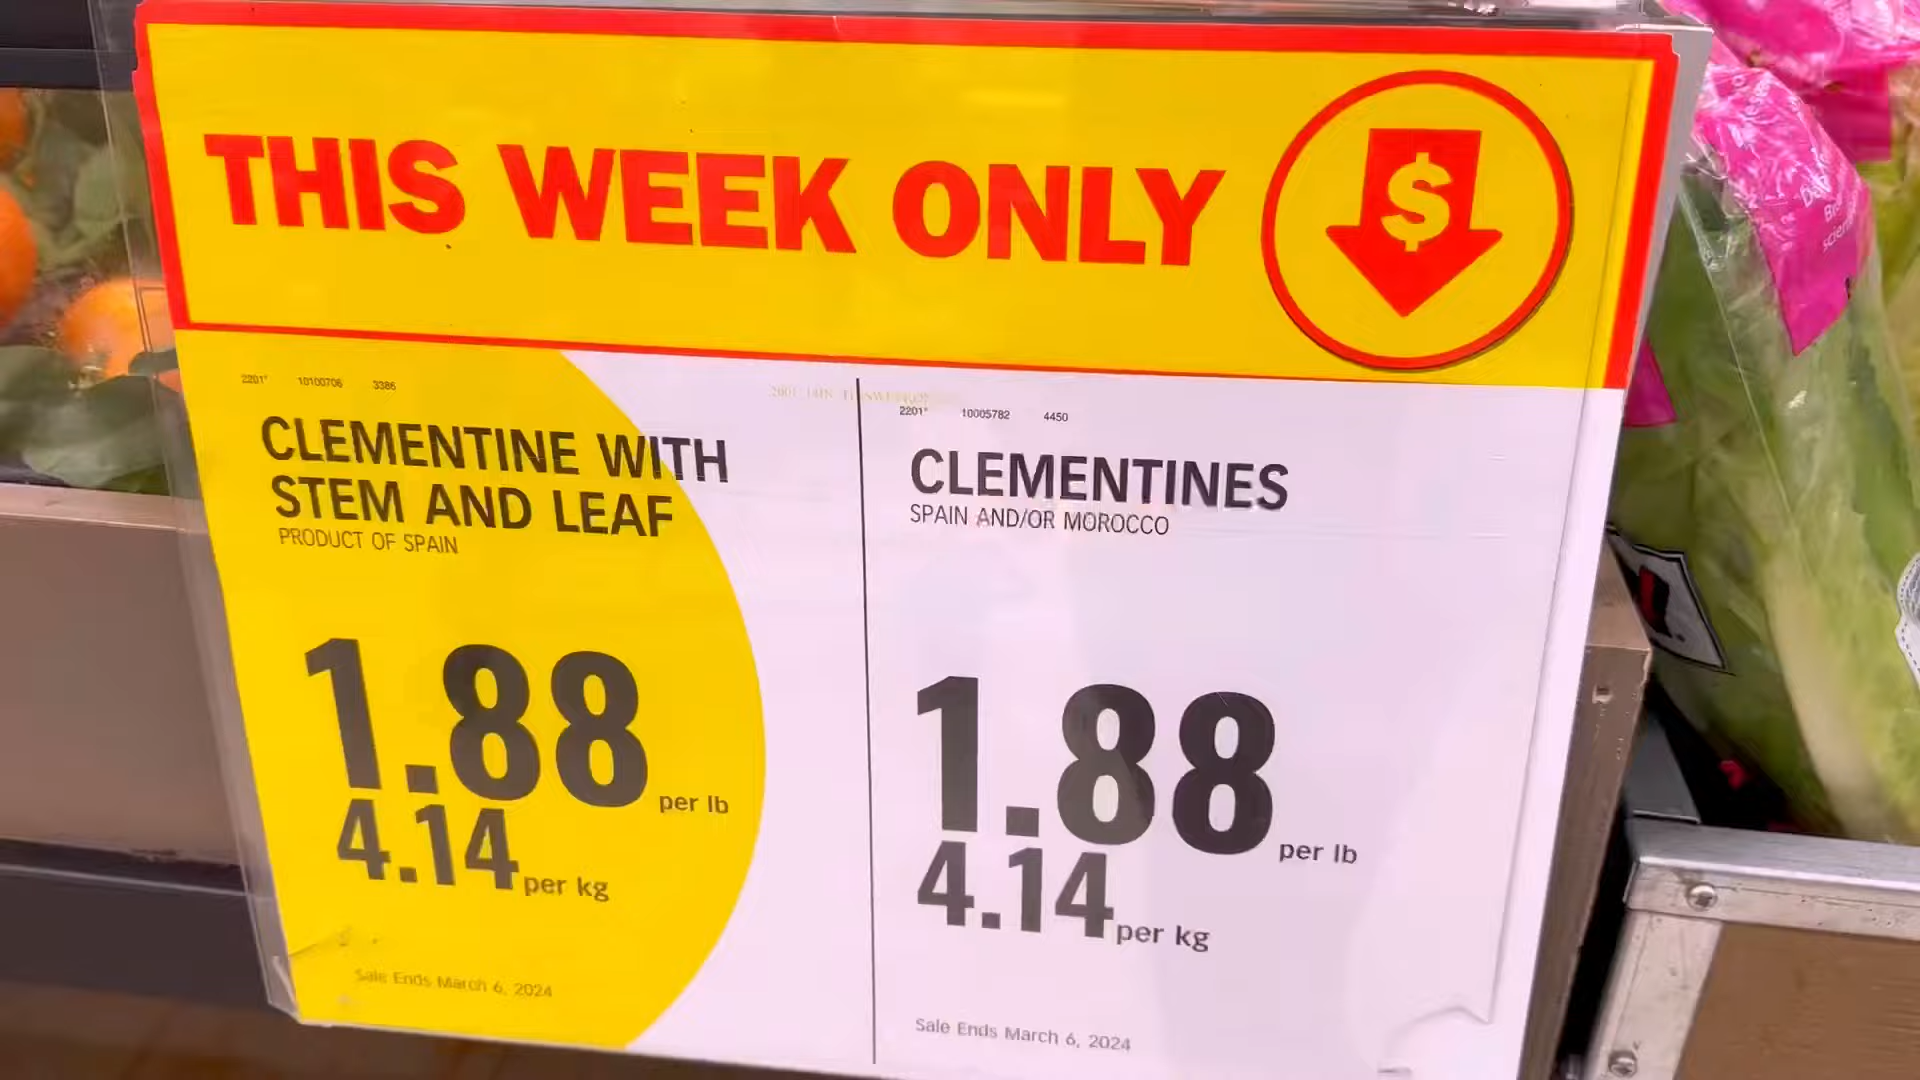 THIS WEEK ONLY
$
2201* 10100706 3386
CLEMENTINE WITH
STEM AND LEAF
PRODUCT OF SPAIN
1.88 per lb
4.14 per kg
Sale Ends March 6, 2024
2201* 10005782 4450
CLEMENTINES
SPAIN AND/OR MOROCCO
1.88 per lb
4.14 per kg
Sale Ends March 6, 2024